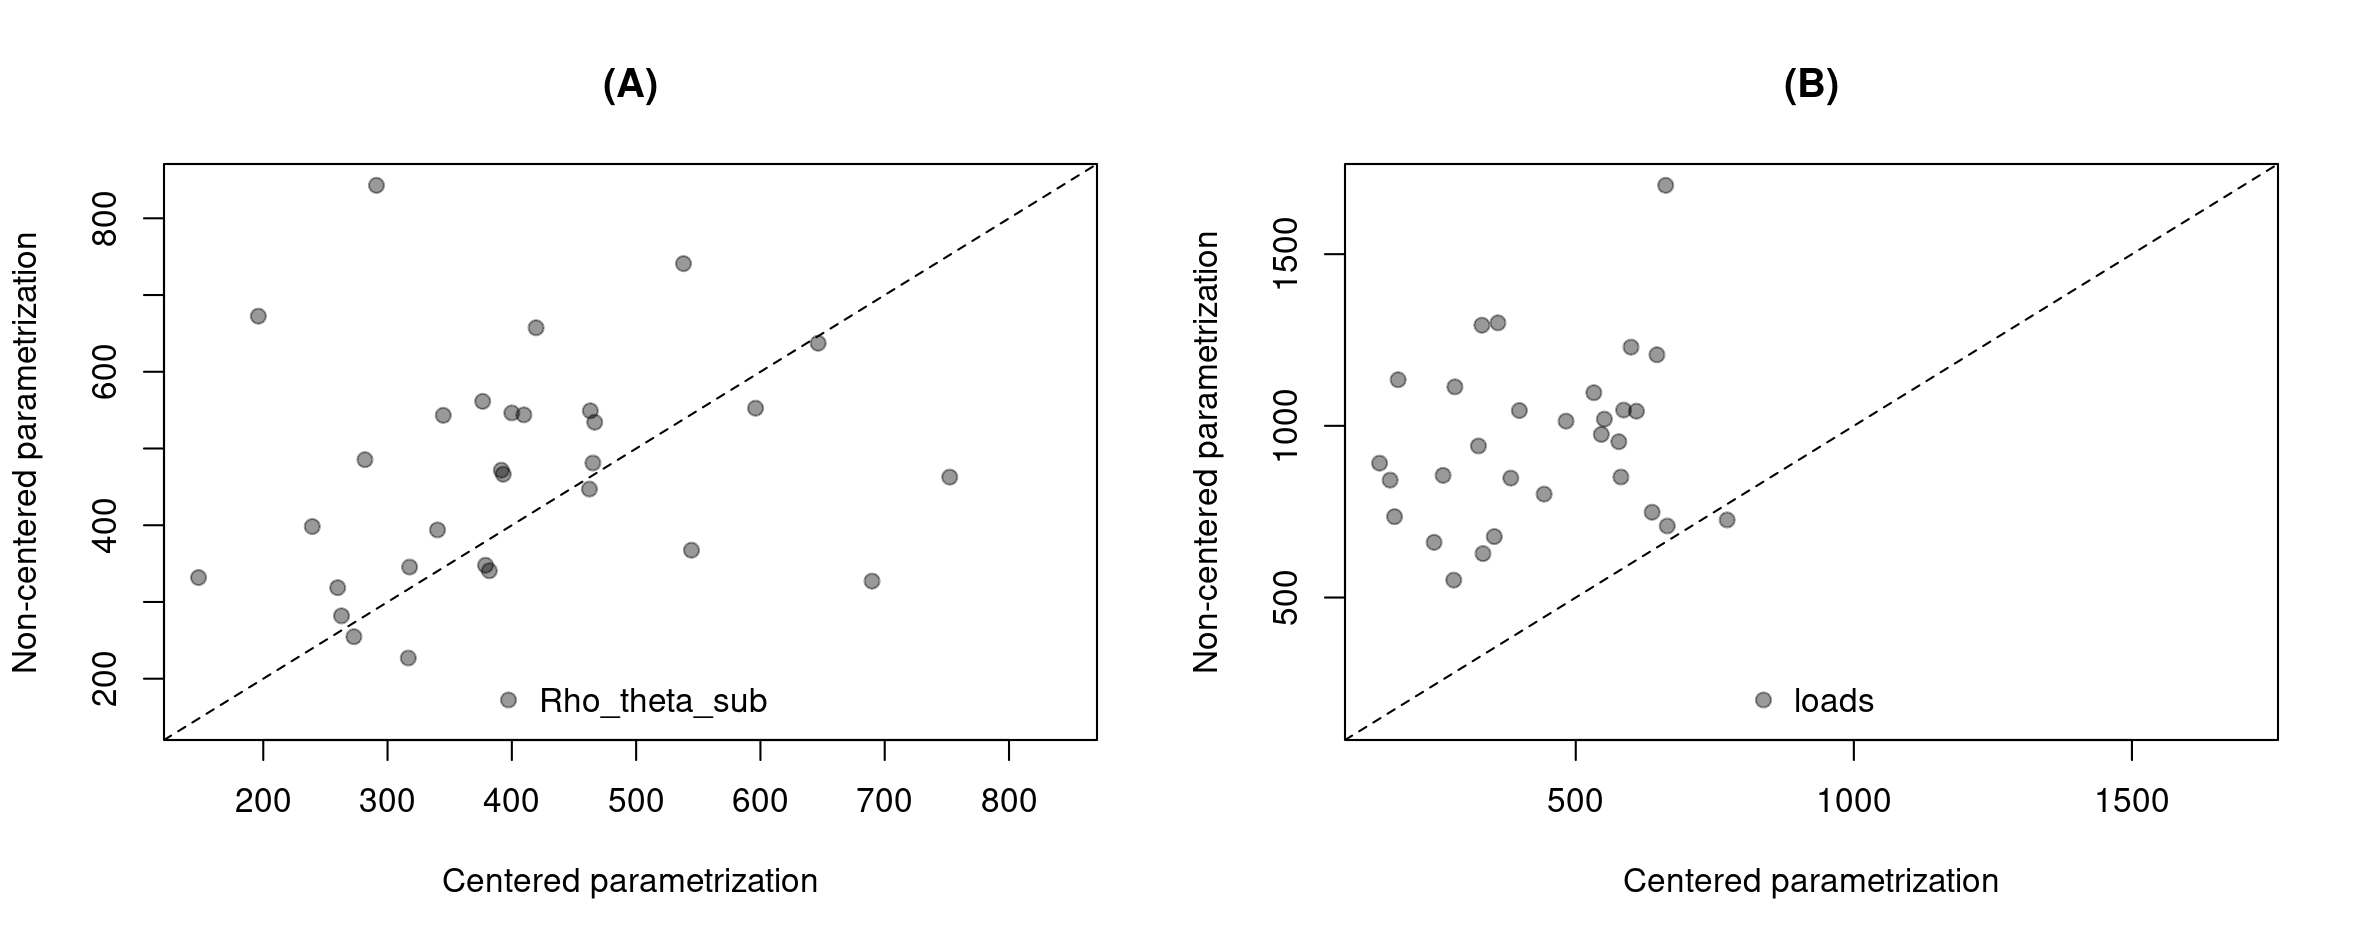 (A)
Non-centered parametrization
800
600
400
200
Rho_theta_sub
200 300 400 500 600 700 800
Centered parametrization
(B)
Non-centered parametrization
1500
1000
500
loads
500 1000 1500
Centered parametrization